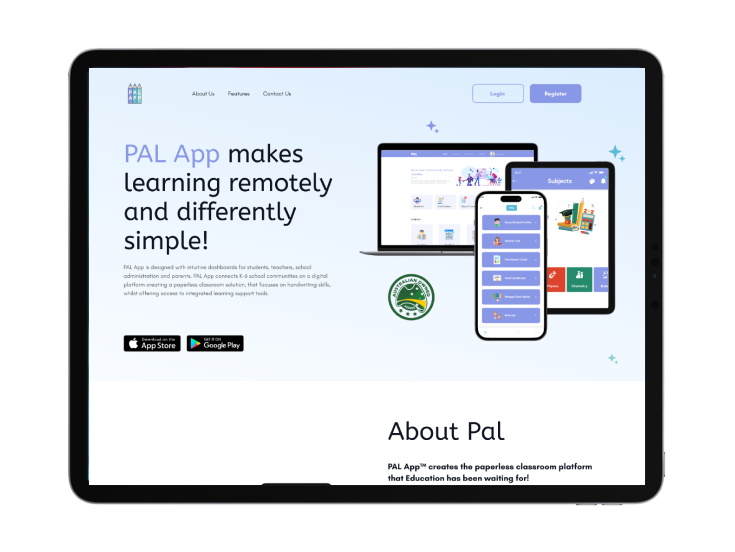 PAL
APP
About Us
Features
Contact Us
Login
Register
PAL App makes
learning remotely
and differently
simple!
PAL App is designed with intuitive dashboards for students, teachers, school
administration and parents. PAL App connects K-6 school communities on a digital
platform creating a paperless classroom solution, that focuses on handwriting skills,
whilst offering access to integrated learning support tools.
Download on the
App Store
GET IT ON
Google Play
Subjects
Physics
Chemistry
AUSTRALIAN OWNED
About Pal
PAL App™ creates the paperless classroom platform
that Education has been waiting for!